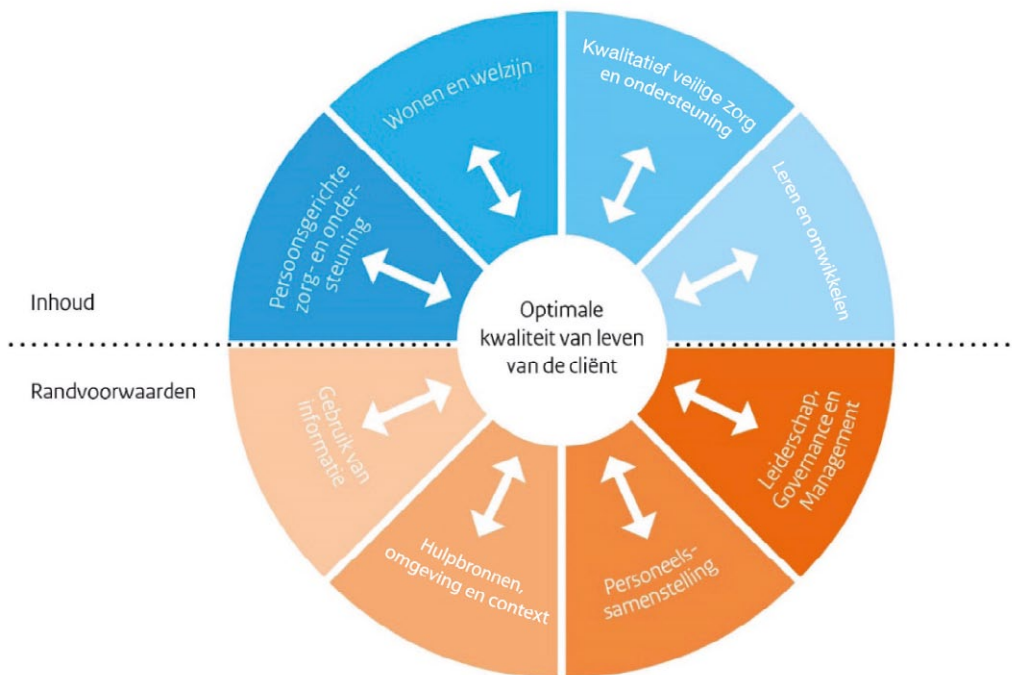 Wonen en welzijn
Kwalitatief veilige zorg
en ondersteuning
Persoonsgerichte
zorg- en onder-
steuning
Leren en ontwikkelen
Inhoud
Optimale
kwaliteit van leven
van de cliënt
Randvoorwaarden
Gebruik van
informatie
Leiderschap,
Governance en
Management
Hulpbronnen,
omgeving en context
Personeels-
samenstelling